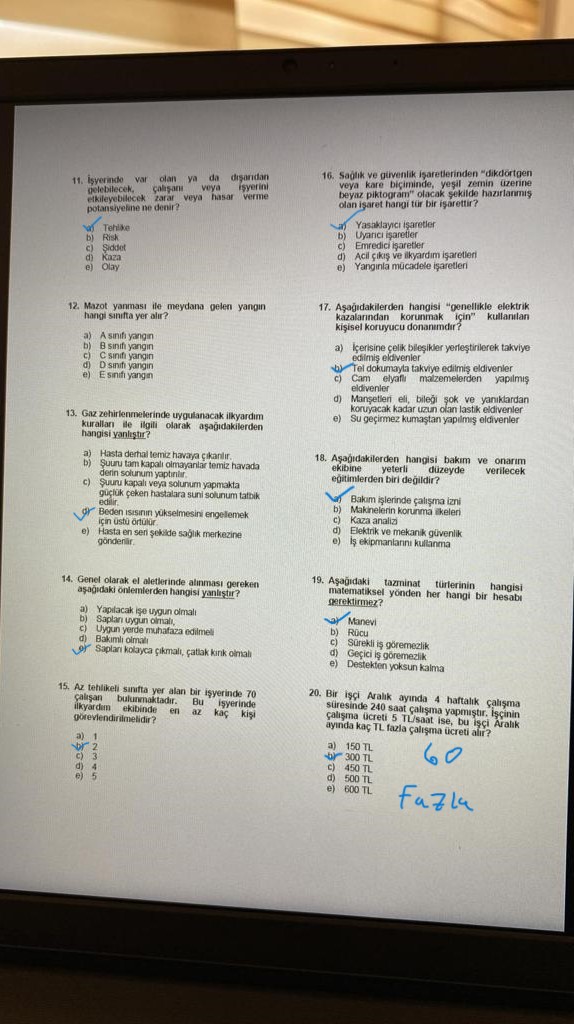 11. İşyerinde var olan ya da dışarıdan
gelebilecek, çalışanı veya işyerini
etkileyebilecek zarar veya hasar verme
potansiyeline ne denir?
a) Tehlike
b) Risk
c) Şiddet
d) Kaza
e) Olay
12. Mazot yanması ile meydana gelen yangın
hangi sınıfta yer alır?
a) A sınıfı yangın
b) B sınıfı yangın
c) C sınıfı yangın
d) D sınıfı yangın
e) E sınıfı yangın
13. Gaz zehirlenmelerinde uygulanacak ilkyardım
kuralları ile ilgili olarak aşağıdakilerden
hangisi yanlıştır?
a) Hasta derhal temiz havaya çıkarılır.
b) Şuuru tam kapalı olmayanlar temiz havada
derin solunum yaptırılır.
c) Şuuru kapalı veya solunum yapmakta
güçlük çeken hastalara suni solunum tatbik
edilir.
d) Beden ısısının yükselmesini engellemek
için üstü örtülür.
e) Hasta en seri şekilde sağlık merkezine
gönderilir.
14. Genel olarak el aletlerinde alınması gereken
aşağıdaki önlemlerden hangisi yanlıştır?
a) Yapılacak işe uygun olmalı
b) Sapları uygun olmalı,
c) Uygun yerde muhafaza edilmeli
d) Bakımlı olmalı
e) Sapları kolayca çıkmalı, çatlak kırık olmalı
15. Az tehlikeli sınıfta yer alan bir işyerinde 70
çalışan bulunmaktadır. Bu işyerinde
ilkyardım ekibinde en az kaç kişi
görevlendirilmelidir?
a) 1
b) 2
c) 3
d) 4
e) 5
16. Sağlık ve güvenlik işaretlerinden "dikdörtgen
veya kare biçiminde, yeşil zemin üzerine
beyaz piktogram" olacak şekilde hazırlanmış
olan işaret hangi tür bir işarettir?
a) Yasaklayıcı işaretler
b) Uyarıcı işaretler
c) Emredici işaretler
d) Acil çıkış ve ilkyardım işaretleri
e) Yangınla mücadele işaretleri
17. Aşağıdakilerden hangisi "genellikle elektrik
kazalarından korunmak için" kullanılan
kişisel koruyucu donanımdır?
a) İçerisine çelik bileşikler yerleştirilerek takviye
edilmiş eldivenler
b) Tel dokumayla takviye edilmiş eldivenler
c) Cam elyaflı malzemelerden yapılmış
eldivenler
d) Manşetleri eli, bileği şok ve yanıklardan
koruyacak kadar uzun olan lastik eldivenler
e) Su geçirmez kumaştan yapılmış eldivenler
18. Aşağıdakilerden hangisi bakım ve onarım
ekibine yeterli düzeyde verilecek
eğitimlerden biri değildir?
a) Bakım işlerinde çalışma izni
b) Makinelerin korunma ilkeleri
c) Kaza analizi
d) Elektrik ve mekanik güvenlik
e) İş ekipmanlarını kullanma
19. Aşağıdaki tazminat türlerinin hangisi
matematiksel yönden her hangi bir hesabı
gerektirmez?
a) Manevi
b) Rücu
c) Sürekli iş göremezlik
d) Geçici iş göremezlik
e) Destekten yoksun kalma
20. Bir işçi Aralık ayında 4 haftalık çalışma
süresinde 240 saat çalışma yapmıştır. İşçinin
çalışma ücreti 5 TL/saat ise, bu işçi Aralık
ayında kaç TL fazla çalışma ücreti alır?
a) 150 TL
b) 300 TL
c) 450 TL
d) 500 TL
e) 600 TL
60
Fazla